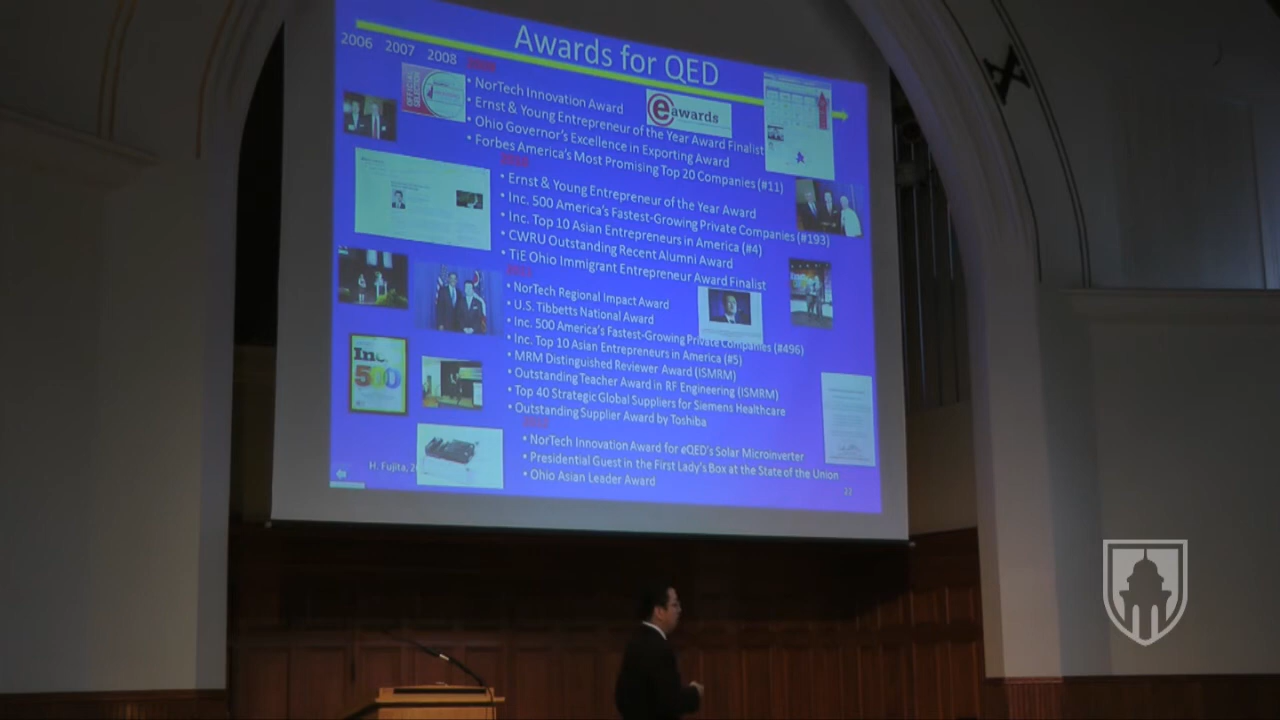 Awards for QED
2006 2007 2008
• NorTech Innovation Award
• Ernst & Young Entrepreneur of the Year Award Finalist
• Ohio Governor's Excellence in Exporting Award
• Forbes America's Most Promising Top 20 Companies (#11)
OFFICIAL SELECTION
eawards
• Ernst & Young Entrepreneur of the Year Award
• Inc. 500 America's Fastest-Growing Private Companies (#193)
• Inc. Top 10 Asian Entrepreneurs in America (#4)
• CWRU Outstanding Recent Alumni Award
• TiE Ohio Immigrant Entrepreneur Award Finalist
• NorTech Regional Impact Award
• U.S. Tibbetts National Award
• Inc. 500 America's Fastest-Growing Private Companies (#496)
• Inc. Top 10 Asian Entrepreneurs in America (#5)
• MRM Distinguished Reviewer Award (ISMRM)
• Outstanding Teacher Award in RF Engineering (ISMRM)
• Top 40 Strategic Global Suppliers for Siemens Healthcare
• Outstanding Supplier Award by Toshiba
Inc.
500
• NorTech Innovation Award for eQED's Solar Microinverter
• Presidential Guest in the First Lady's Box at the State of the Union
• Ohio Asian Leader Award
H. Fujita,
22